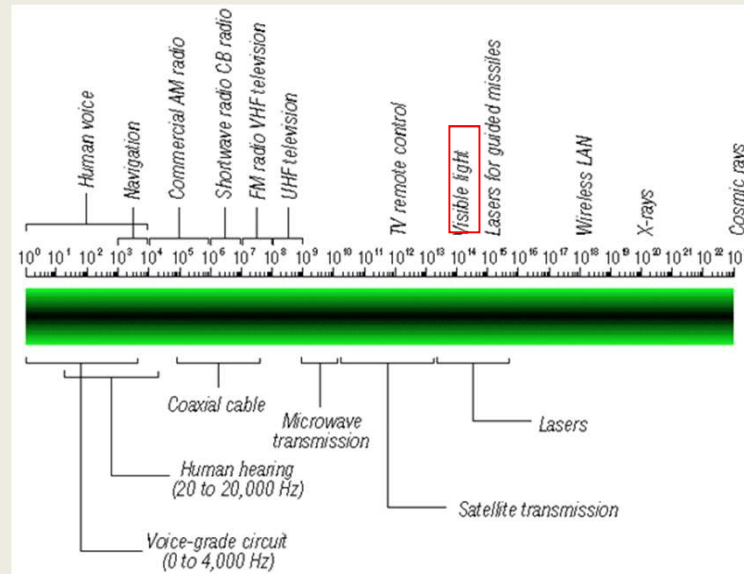 Human voice
Navigation
Commercial AM radio
Shortwave radio CB radio
FM radio VHF television
UHF television
TV remote control
Visible light
Lasers for guided missiles
Wireless LAN
X-rays
Cosmic rays
10⁰ 10¹ 10² 10³ 10⁴ 10⁵ 10⁶ 10⁷ 10⁸ 10⁹ 10¹⁰ 10¹¹ 10¹² 10¹³ 10¹⁴ 10¹⁵ 10¹⁶ 10¹⁷ 10¹⁸ 10¹⁹ 10²⁰ 10²¹ 10²²
Coaxial cable
Microwave
transmission
Lasers
Human hearing
(20 to 20,000 Hz)
Satellite transmission
Voice-grade circuit
(0 to 4,000 Hz)